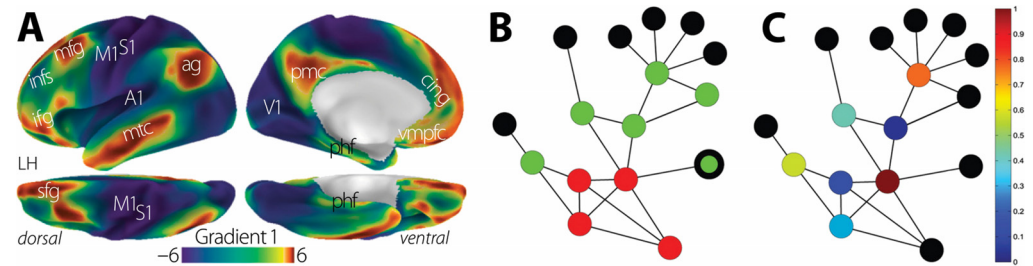 A
mfg
M1
S1
infs
ag
A1
ifg
mtc
LH
pmc
cing
V1
vmpfc
phf
sfg
M1
S1
phf
dorsal
Gradient 1
ventral
−6
6
B
C
1
0.9
0.8
0.7
0.6
0.5
0.4
0.3
0.2
0.1
0